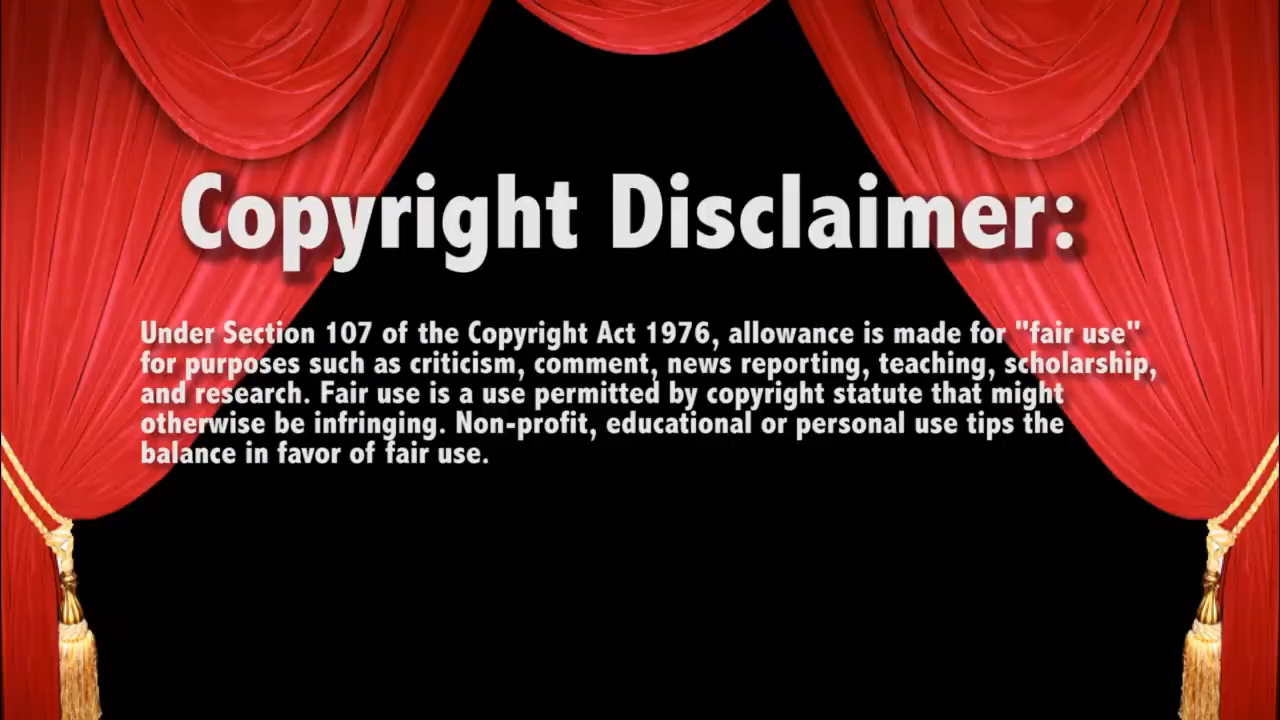 Copyright Disclaimer:
Under Section 107 of the Copyright Act 1976, allowance is made for "fair use"
for purposes such as criticism, comment, news reporting, teaching, scholarship,
and research. Fair use is a use permitted by copyright statute that might
otherwise be infringing. Non-profit, educational or personal use tips the
balance in favor of fair use.